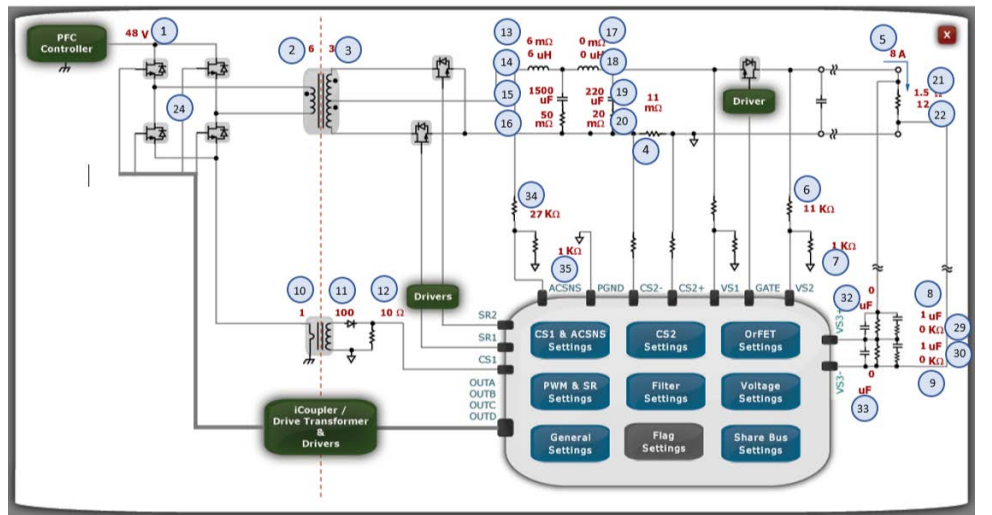 PFC
Controller
48 V
1
2
6
3
3
24
13
6 mΩ
0 mΩ
17
14
6 uH
0 uH
18
15
1500
uF
220
uF
19
16
50
mΩ
20
mΩ
20
11
mΩ
4
Driver
5
X
8 A
21
1.5 Ω
12
22
34
27 KΩ
6
11 KΩ
1 KΩ
35
1 KΩ
7
ACSNS
PGND
CS2-
CS2+
VS1
GATE
VS2
10
11
12
1
100
10 Ω
Drivers
SR2
SR1
CS1
OUTA
OUTB
OUTC
OUTD
CS1 & ACSNS
Settings
CS2
Settings
OrFET
Settings
PWM & SR
Settings
Filter
Settings
Voltage
Settings
General
Settings
Flag
Settings
Share Bus
Settings
iCoupler /
Drive Transformer
&
Drivers
VS3+
VS3-
0
32
uF
8
1 uF
0 KΩ
29
1 uF
30
0 KΩ
9
0
uF
33